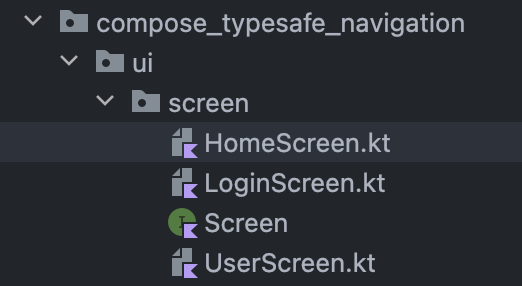 compose_typesafe_navigation
ui
screen
HomeScreen.kt
LoginScreen.kt
I Screen
UserScreen.kt